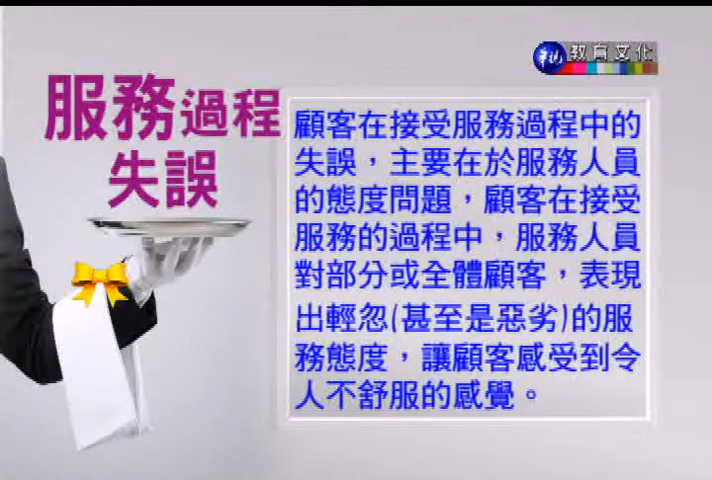 華視 教育文化
服務過程
失誤
顧客在接受服務過程中的
失誤，主要在於服務人員
的態度問題，顧客在接受
服務的過程中，服務人員
對部分或全體顧客，表現
出輕忽(甚至是惡劣)的服
務態度，讓顧客感受到令
人不舒服的感覺。